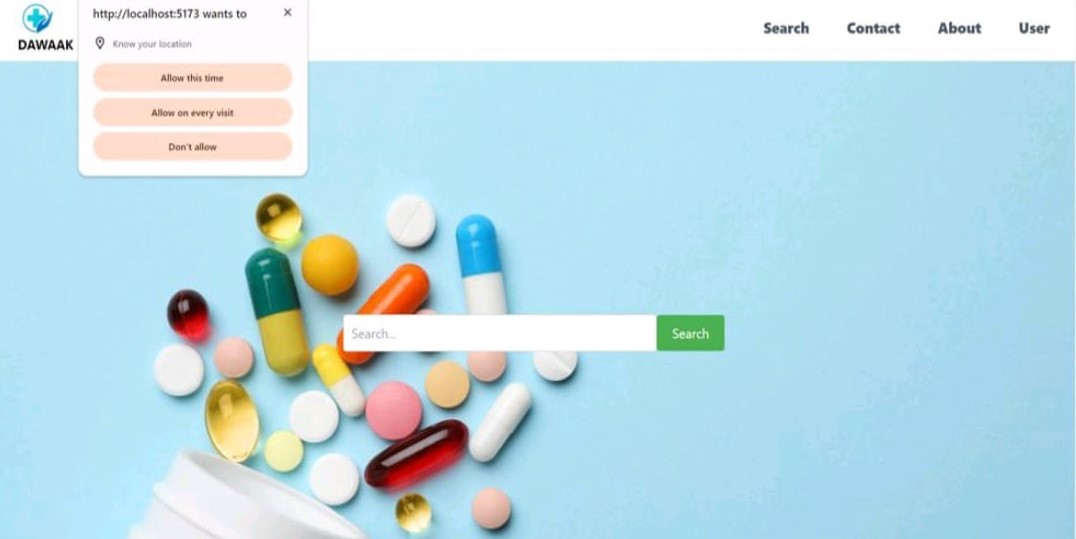 http://localhost:5173 wants to
Know your location
Allow this time
Allow on every visit
Don't allow
DAWAAK
Search
Contact
About
User
Search...
Search